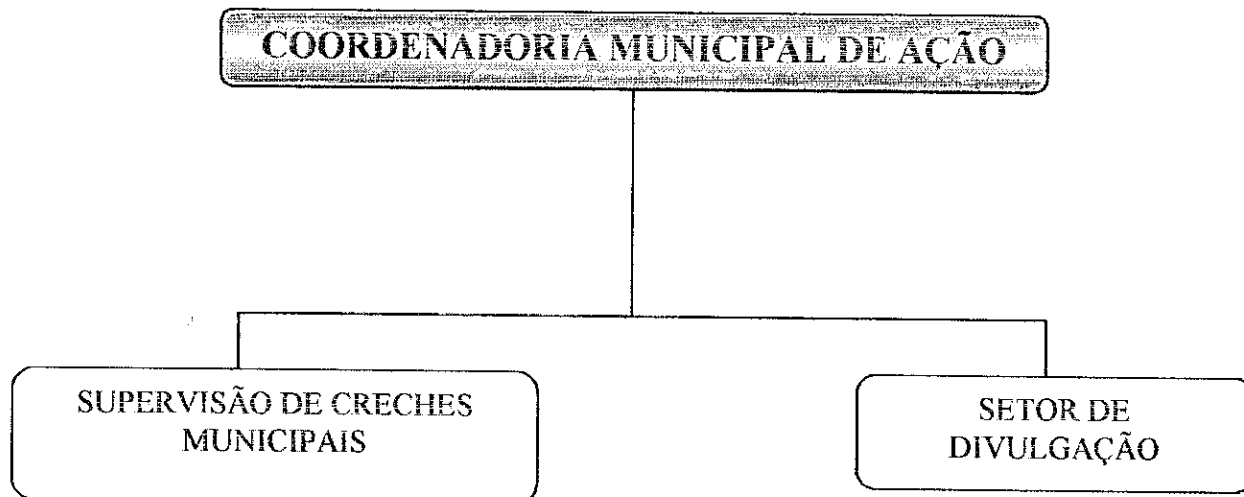 COORDENADORIA MUNICIPAL DE AÇÃO
SUPERVISÃO DE CRECHES
MUNICIPAIS
SETOR DE
DIVULGAÇÃO